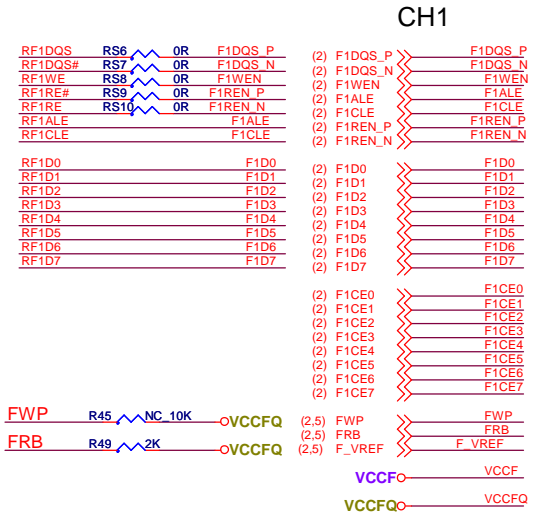 CH1
RF1DQS RS6 0R F1DQS_P (2) F1DQS_P F1DQS_P
RF1DQS# RS7 0R F1DQS_N (2) F1DQS_N F1DQS_N
RF1WE RS8 0R F1WEN (2) F1WEN F1WEN
RF1RE# RS9 0R F1REN_P (2) F1ALE F1ALE
RF1RE RS10 0R F1REN_N (2) F1CLE F1CLE
RF1ALE F1ALE (2) F1REN_P F1REN_P
RF1CLE F1CLE (2) F1REN_N F1REN_N
RF1D0 F1D0 (2) F1D0 F1D0
RF1D1 F1D1 (2) F1D1 F1D1
RF1D2 F1D2 (2) F1D2 F1D2
RF1D3 F1D3 (2) F1D3 F1D3
RF1D4 F1D4 (2) F1D4 F1D4
RF1D5 F1D5 (2) F1D5 F1D5
RF1D6 F1D6 (2) F1D6 F1D6
RF1D7 F1D7 (2) F1D7 F1D7
(2) F1CE0 F1CE0
(2) F1CE1 F1CE1
(2) F1CE2 F1CE2
(2) F1CE3 F1CE3
(2) F1CE4 F1CE4
(2) F1CE5 F1CE5
(2) F1CE6 F1CE6
(2) F1CE7 F1CE7
FWP R45 NC_10K VCCFQ (2,5) FWP FWP
(2,5) FRB FRB
FRB R49 2K VCCFQ (2,5) F_VREF F_VREF
VCCF VCCF
VCCFQ VCCFQ